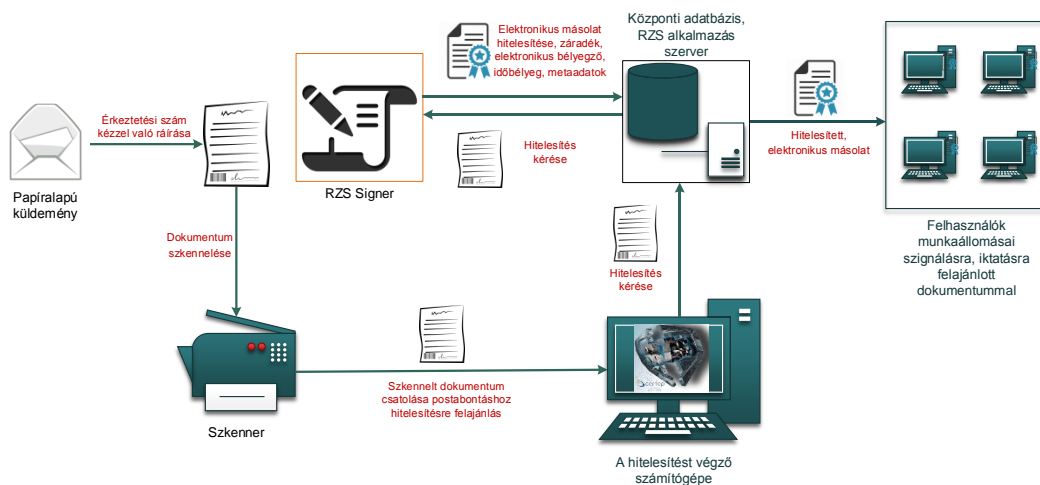 Érkeztetési szám
kézzel való ráírása
Papíralapú
küldemény
RZS Signer
Elektronikus másolat
hitelesítése, záradék,
elektronikus bélyegző,
időbélyeg, metaadatok
Hitelesítés
kérése
Központi adatbázis,
RZS alkalmazás
szerver
Hitelesített,
elektronikus másolat
Felhasználók
munkaállomásai
szignálásra, iktatásra
felajánlott
dokumentummal
Dokumentum
szkennelése
Hitelesítés
kérése
Szkennelt dokumentum
csatolása postabontáshoz
hitelesítésre felajánlás
Szkenner
A hitelesítést végző
számítógépe